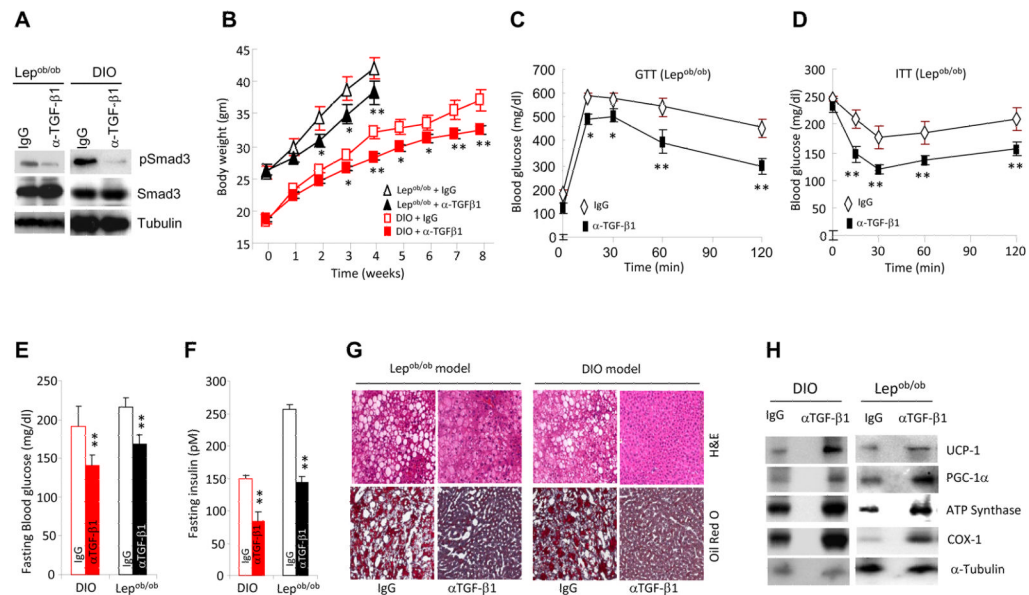 A
Lep^ob/ob DIO
IgG
α-TGF-β1
IgG
α-TGF-β1
pSmad3
Smad3
Tubulin
B
Body weight (gm)
45
40
35
30
25
20
15
* ** * **
* ** * * ** **
Lep^ob/ob + IgG
Lep^ob/ob + α-TGFβ1
DIO + IgG
DIO + α-TGFβ1
0 1 2 3 4 5 6 7 8
Time (weeks)
C
GTT (Lep^ob/ob)
Blood glucose (mg/dl)
700
600
500
400
300
200
100
0
* * ** **
IgG
α-TGF-β1
0 30 60 90 120
Time (min)
D
ITT (Lep^ob/ob)
Blood glucose (mg/dl)
300
250
200
150
100
50
0
** ** ** **
IgG
α-TGF-β1
0 30 60 90 120
Time (min)
E
Fasting Blood glucose (mg/dl)
250
200
150
100
50
0
** **
IgG
αTGF-β1
IgG
αTGF-β1
DIO Lep^ob/ob
F
Fasting insulin (pM)
300
250
200
150
100
50
0
** **
IgG
αTGF-β1
IgG
αTGF-β1
DIO Lep^ob/ob
G
Lep^ob/ob model DIO model
H&E
Oil Red O
IgG αTGF-β1 IgG αTGF-β1
H
DIO Lep^ob/ob
IgG αTGF-β1 IgG αTGF-β1
UCP-1
PGC-1α
ATP Synthase
COX-1
α-Tubulin